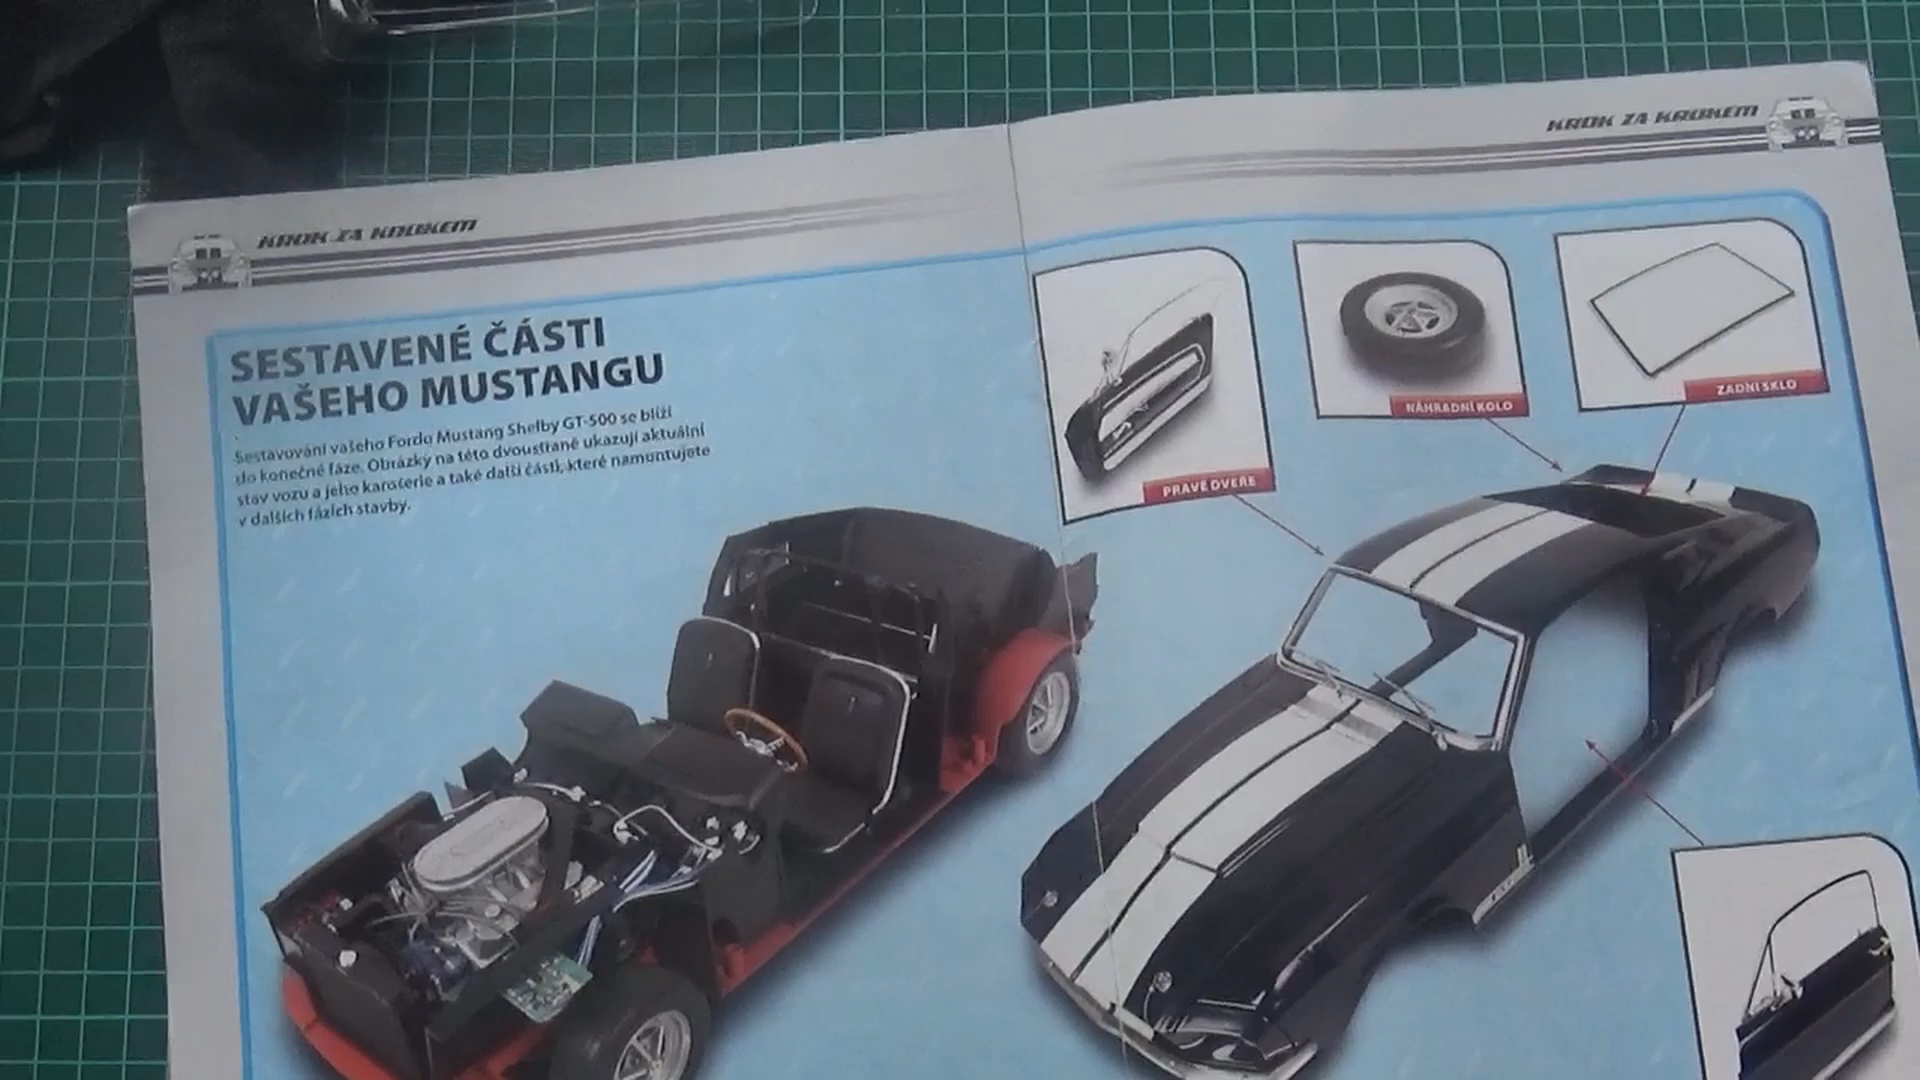 KROK ZA KROKEM
KROK ZA KROKEM
SESTAVENÉ ČÁSTI
VAŠEHO MUSTANGU
Sestavování vašeho Fordu Mustang Shelby GT-500 se blíží
do konečné fáze. Obrázky na této dvoustraně ukazují aktuální
stav vozu a jeho karoserie a také další části, které namontujete
v dalších fázích stavby.
PRAVÉ DVEŘE
NÁHRADNÍ KOLO
ZADNÍ SKLO